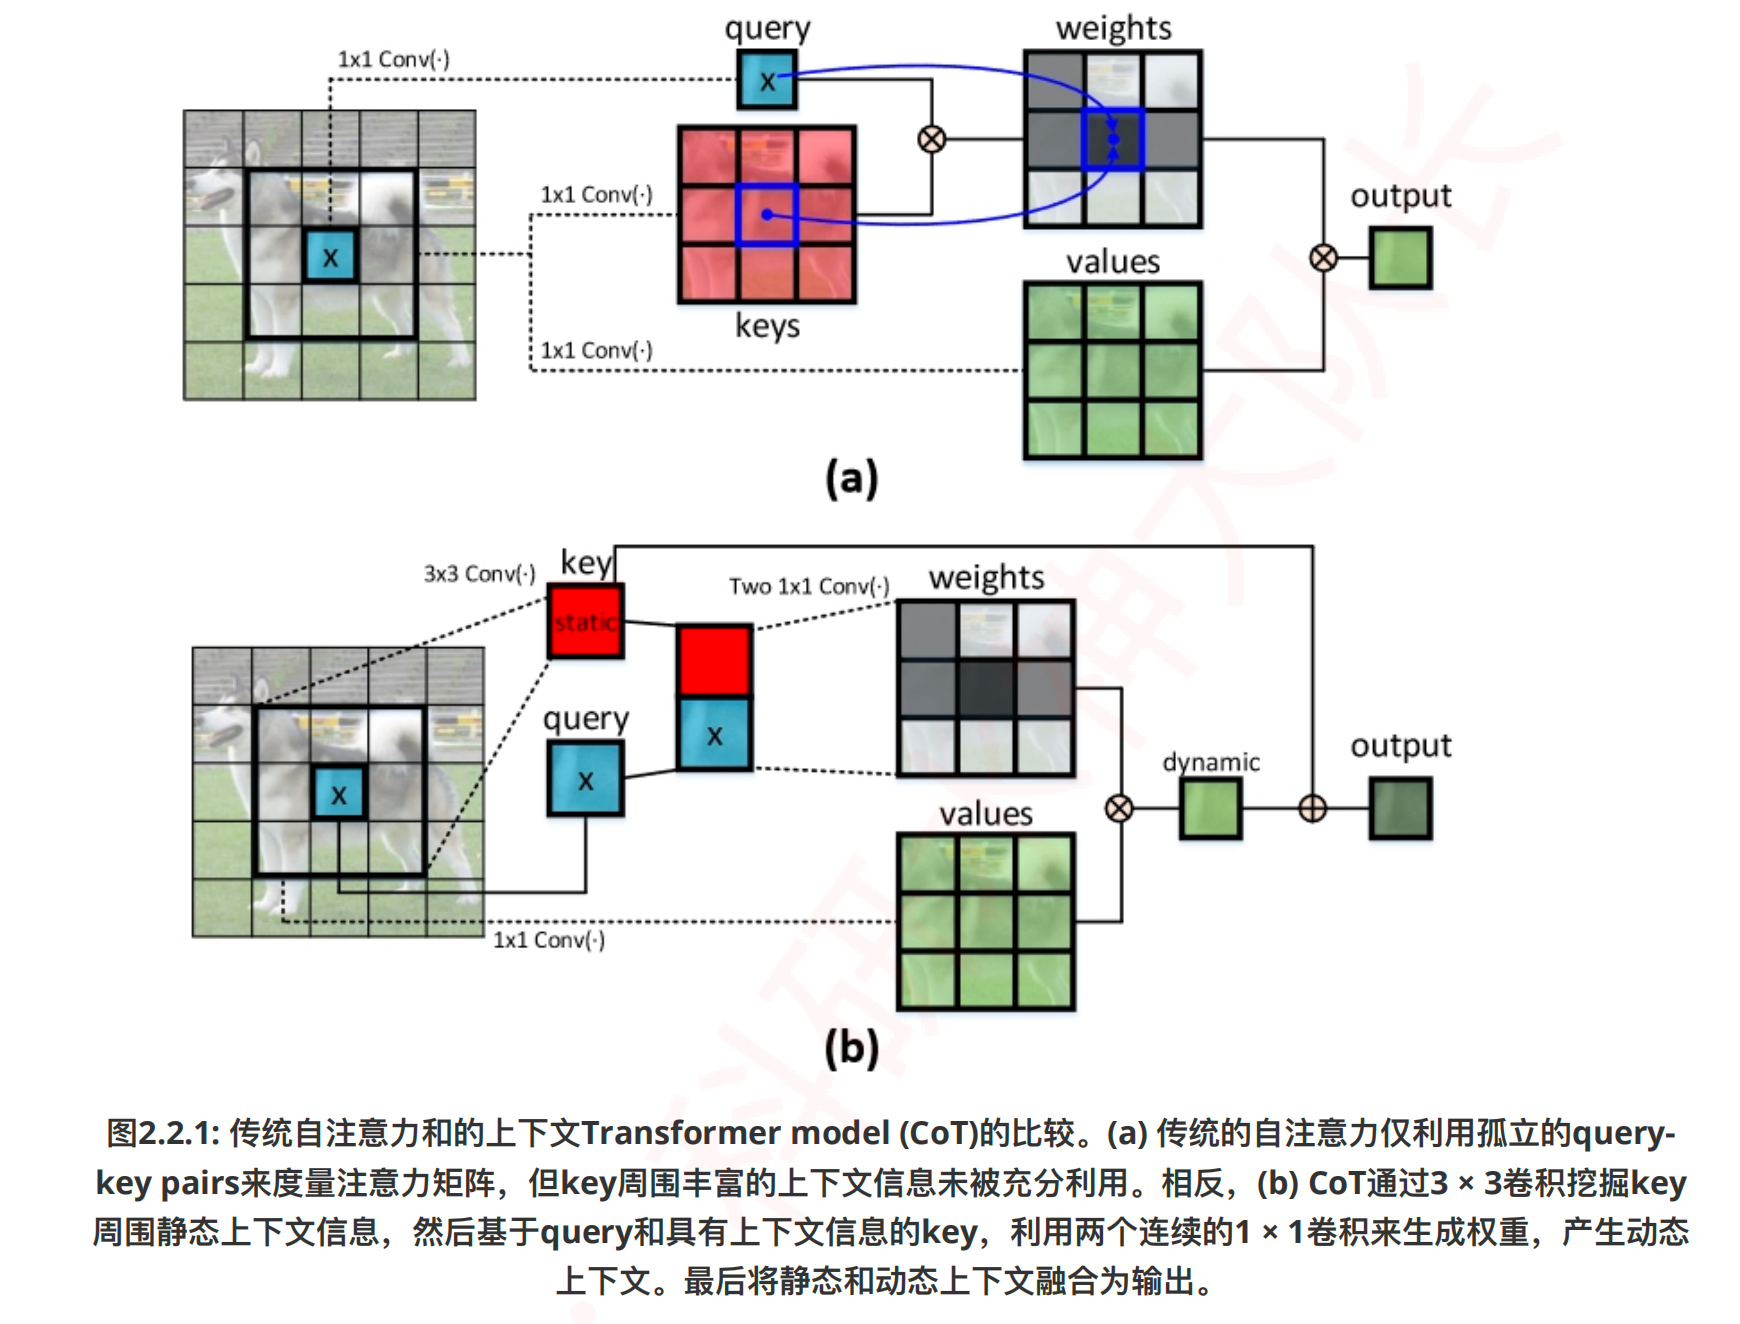 query
weights
1x1 Conv(·)
x
x
1x1 Conv(·)
output
values
keys
1x1 Conv(·)
(a)
key
3x3 Conv(·)
Two 1x1 Conv(·)
weights
static
query
x
x
x
dynamic
output
values
1x1 Conv(·)
(b)
图2.2.1: 传统自注意力和的上下文Transformer model (CoT)的比较。(a) 传统的自注意力仅利用孤立的query-
key pairs来度量注意力矩阵，但key周围丰富的上下文信息未被充分利用。相反，(b) CoT通过3 × 3卷积挖掘key
周围静态上下文信息，然后基于query和具有上下文信息的key，利用两个连续的1 × 1卷积来生成权重，产生动态
上下文。最后将静态和动态上下文融合为输出。